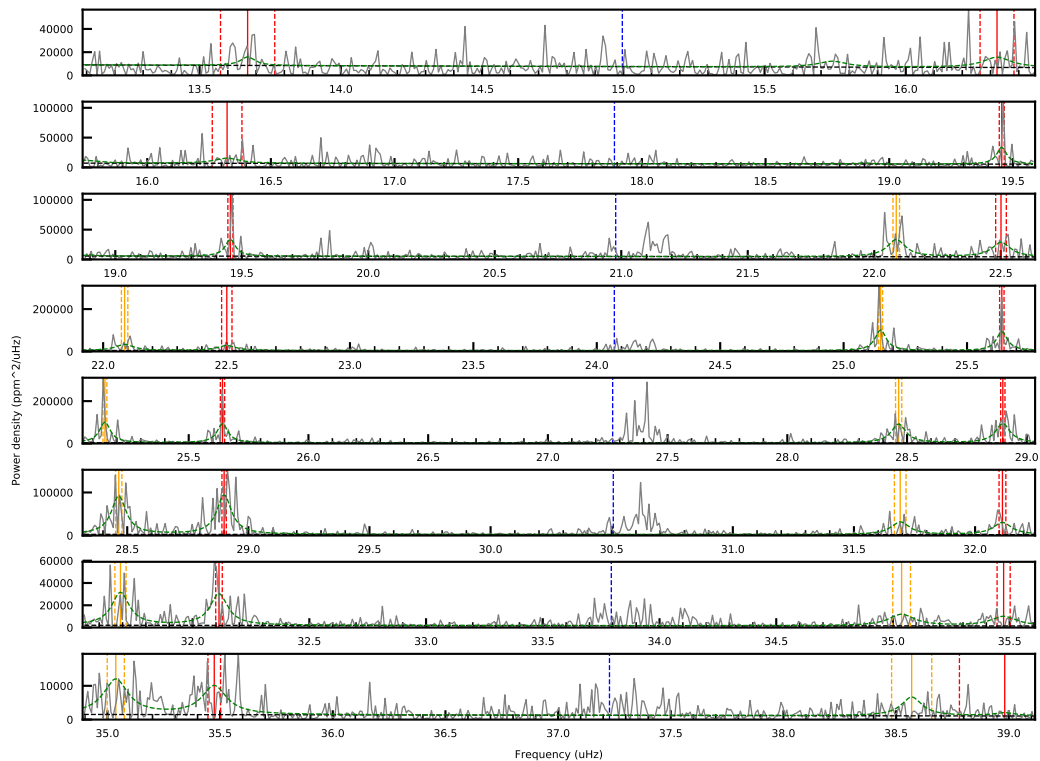 40000
20000
0
13.5 14.0 14.5 15.0 15.5 16.0
100000
50000
0
16.0 16.5 17.0 17.5 18.0 18.5 19.0 19.5
100000
50000
0
19.0 19.5 20.0 20.5 21.0 21.5 22.0 22.5
200000
0
22.0 22.5 23.0 23.5 24.0 24.5 25.0 25.5
Power density (ppm^2/uHz)
200000
0
25.5 26.0 26.5 27.0 27.5 28.0 28.5 29.0
100000
0
28.5 29.0 29.5 30.0 30.5 31.0 31.5 32.0
60000
40000
20000
0
32.0 32.5 33.0 33.5 34.0 34.5 35.0 35.5
10000
0
35.0 35.5 36.0 36.5 37.0 37.5 38.0 38.5 39.0
Frequency (uHz)